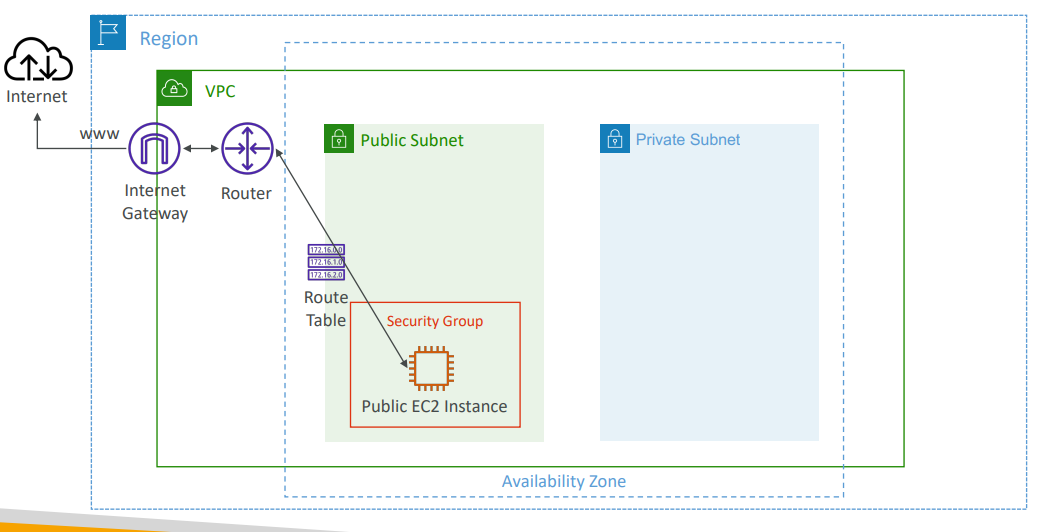 Region
Internet
VPC
www
Public Subnet
Private Subnet
Internet
Gateway
Router
172.16.0.0
172.16.1.0
172.16.2.0
Route
Table
Security Group
Public EC2 Instance
Availability Zone